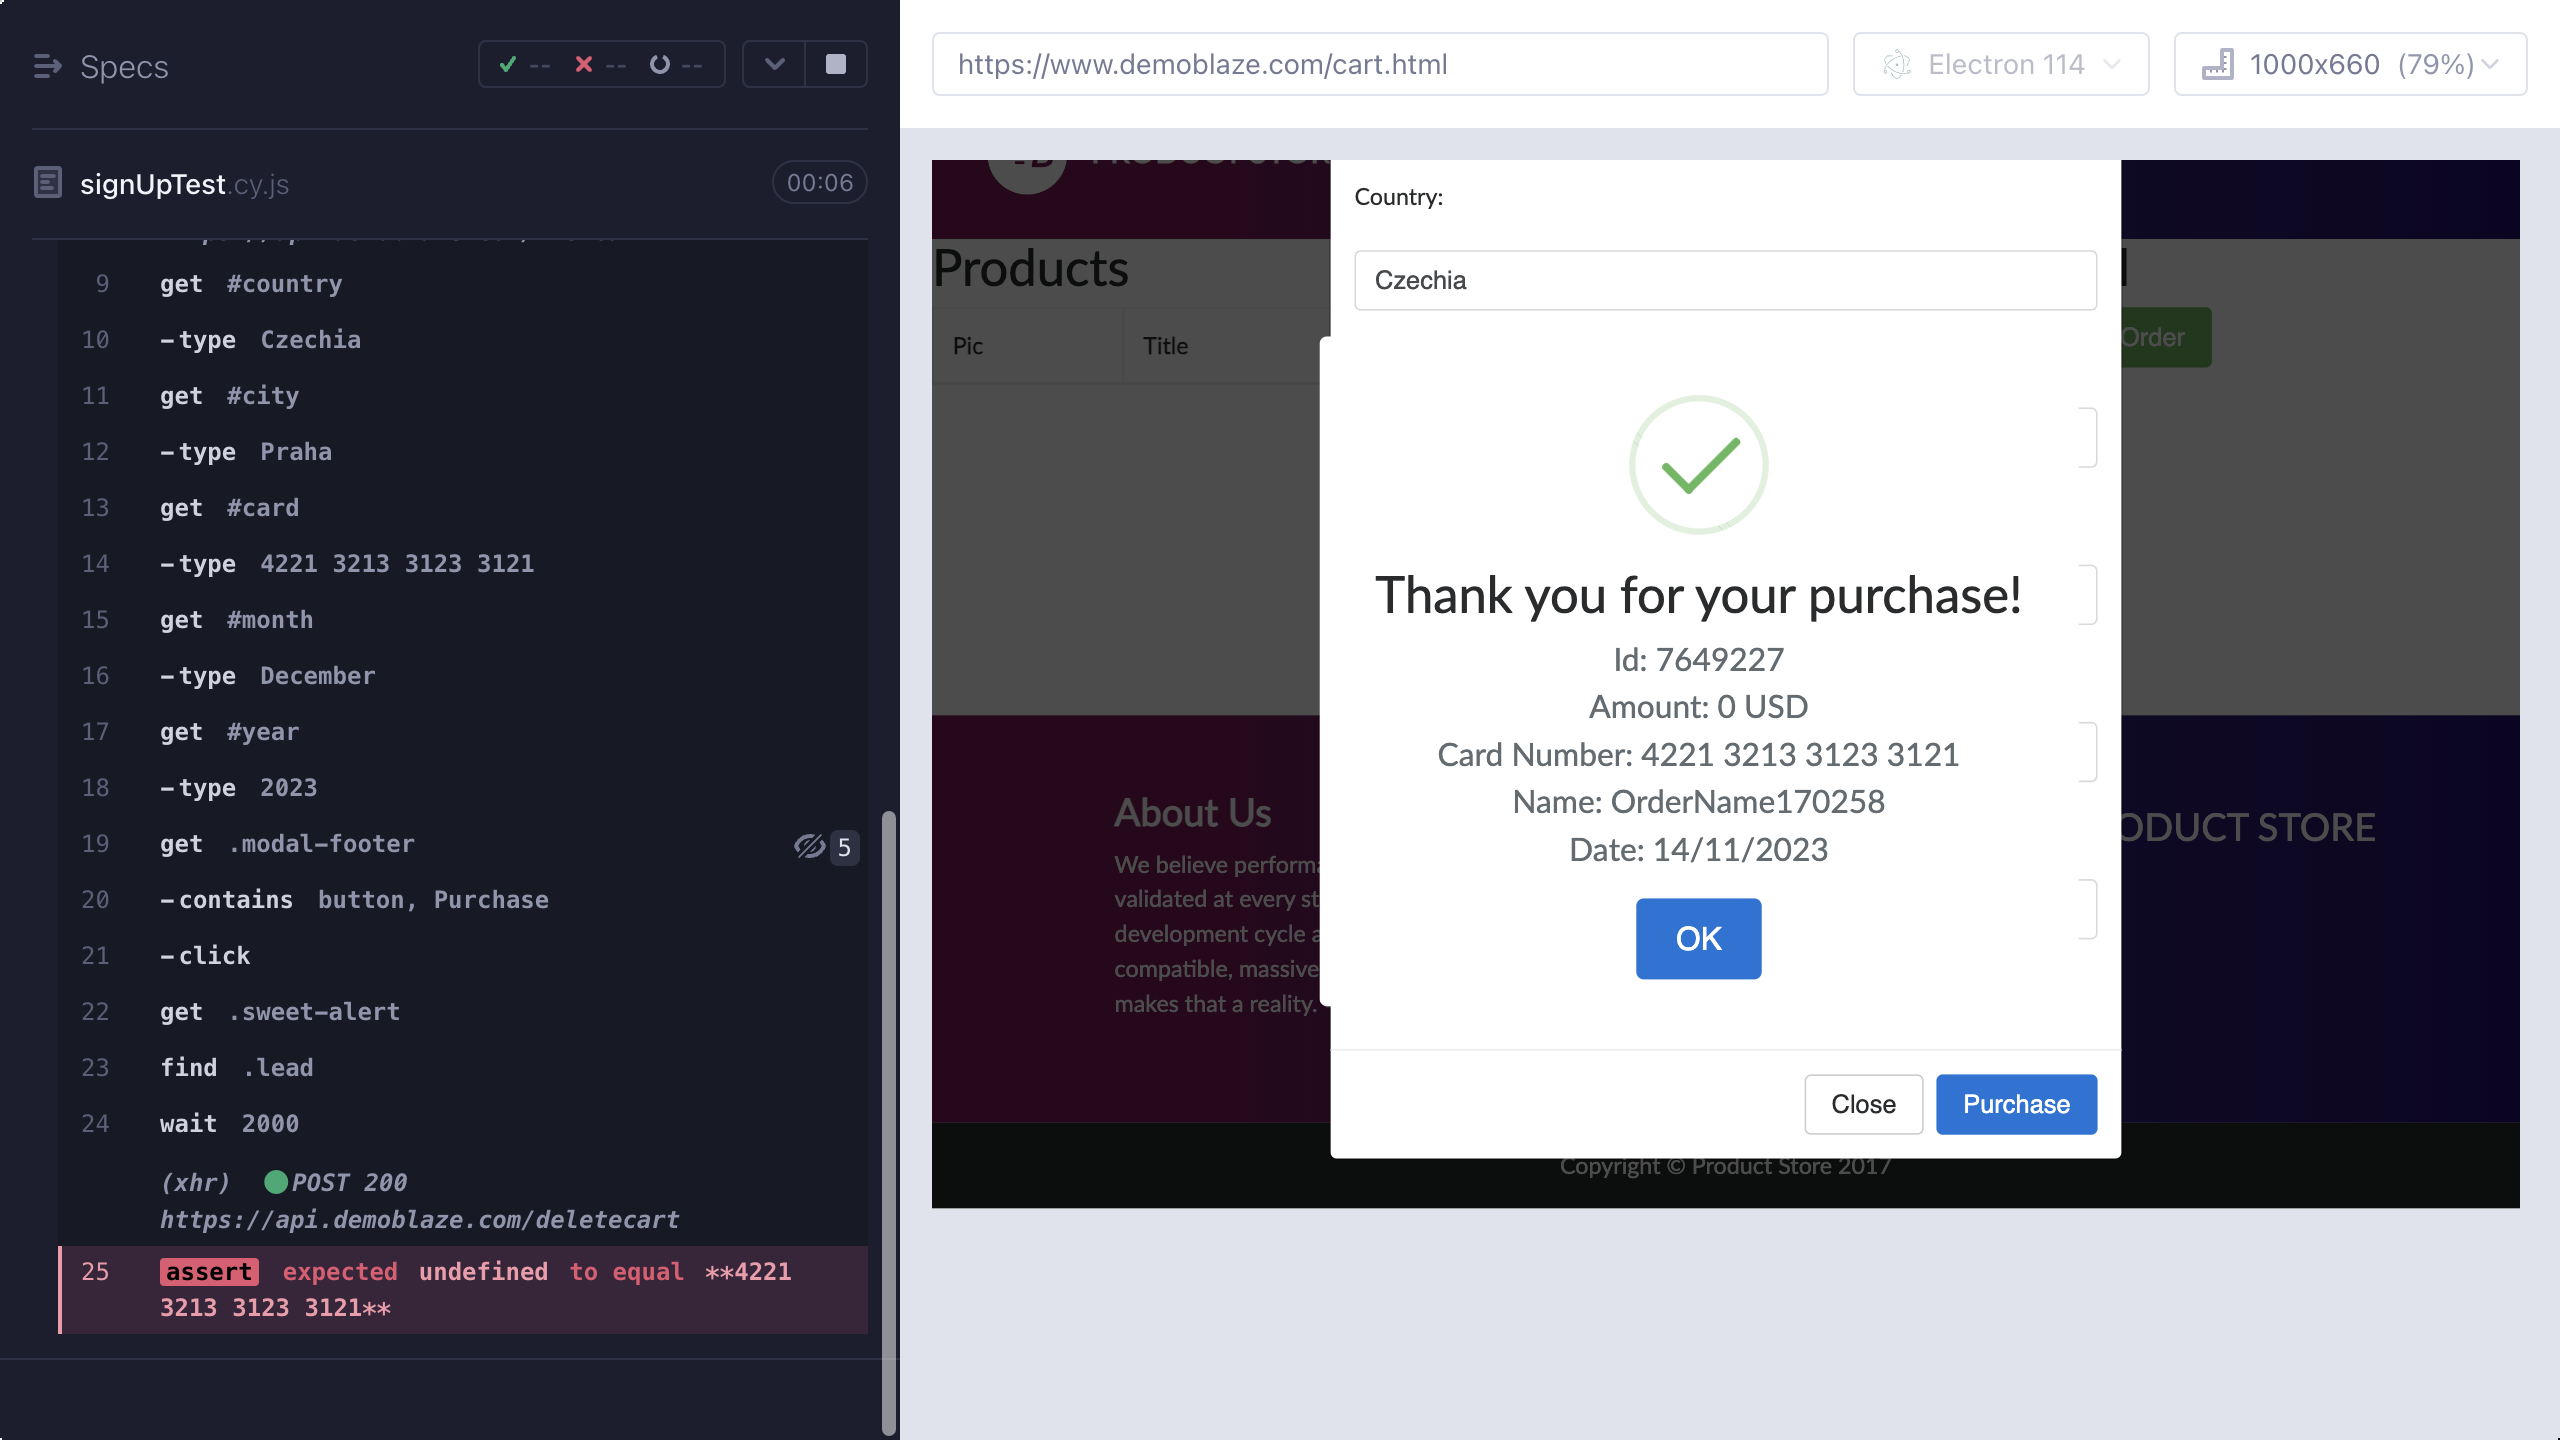 Specs
-- -- --
https://www.demoblaze.com/cart.html
Electron 114
1000x660 (79%)
signUpTest.cy.js
00:06
9 get #country
10 -type Czechia
11 get #city
12 -type Praha
13 get #card
14 -type 4221 3213 3123 3121
15 get #month
16 -type December
17 get #year
18 -type 2023
19 get .modal-footer 5
20 -contains button, Purchase
21 -click
22 get .sweet-alert
23 find .lead
24 wait 2000
(xhr) POST 200
https://api.demoblaze.com/deletecart
25 assert expected undefined to equal **4221
3213 3123 3121**
Products
Pic Title
Order
Country:
Czechia
Thank you for your purchase!
Id: 7649227
Amount: 0 USD
Card Number: 4221 3213 3123 3121
Name: OrderName170258
Date: 14/11/2023
OK
Close
Purchase
About Us
We believe performa
validated at every st
development cycle a
compatible, massive
makes that a reality.
ODUCT STORE
Copyright © Product Store 2017